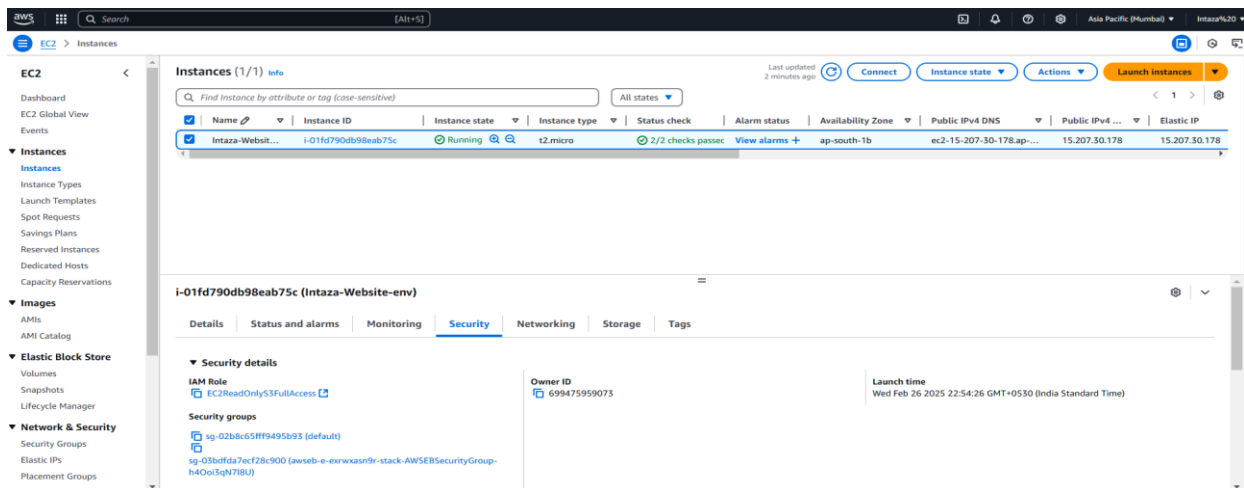 aws Search [Alt+S] Asia Pacific (Mumbai) ▼ Intaza%20 ▼
EC2 > Instances
EC2
Dashboard
EC2 Global View
Events
▼ Instances
Instances
Instance Types
Launch Templates
Spot Requests
Savings Plans
Reserved Instances
Dedicated Hosts
Capacity Reservations
▼ Images
AMIs
AMI Catalog
▼ Elastic Block Store
Volumes
Snapshots
Lifecycle Manager
▼ Network & Security
Security Groups
Elastic IPs
Placement Groups
Instances (1/1) Info
Last updated
2 minutes ago
Connect Instance state ▼ Actions ▼ Launch instances ▼
Find Instance by attribute or tag (case-sensitive) All states ▼ < 1 >
Name Instance ID Instance state Instance type Status check Alarm status Availability Zone Public IPv4 DNS Public IPv4 ... Elastic IP
Intaza-Websit... i-01fd790db98eab75c Running t2.micro 2/2 checks passec View alarms + ap-south-1b ec2-15-207-30-178.ap-... 15.207.30.178 15.207.30.178
i-01fd790db98eab75c (Intaza-Website-env)
Details Status and alarms Monitoring Security Networking Storage Tags
▼ Security details
IAM Role Owner ID Launch time
EC2ReadOnlyS3FullAccess 699475959073 Wed Feb 26 2025 22:54:26 GMT+0530 (India Standard Time)
Security groups
sg-02b8c65fff9495b93 (default)
sg-03bdfda7ecf28c900 (awseb-e-exrwxasn9r-stack-AWSEBSecurityGroup-
h4Ooi3qN7l8U)